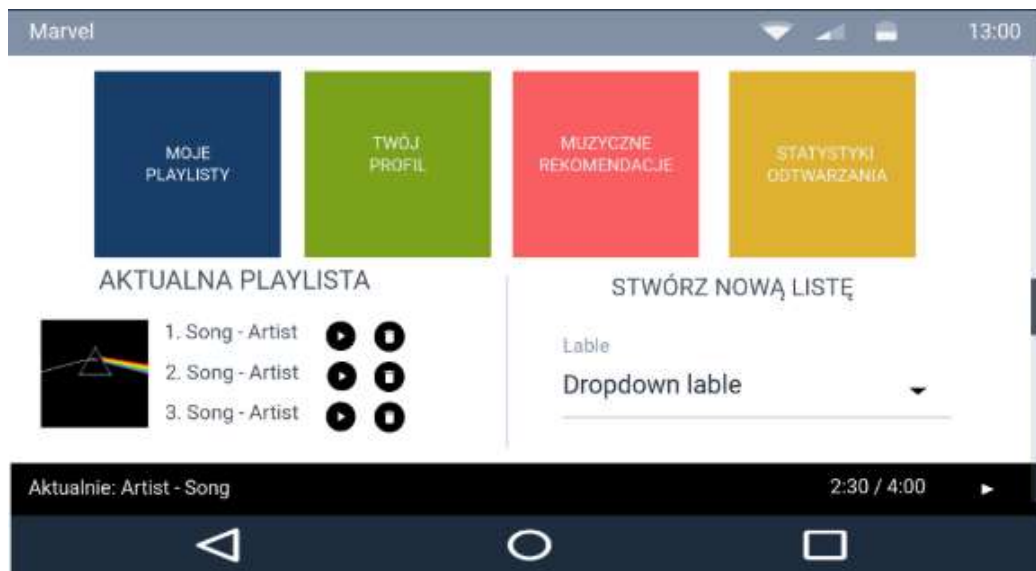 Marvel
13:00
MOJE
PLAYLISTY
TWÓJ
PROFIL
MUZYCZNE
REKOMENDACJE
STATYSTYKI
ODTWARZANIA
AKTUALNA PLAYLISTA
1. Song - Artist
2. Song - Artist
3. Song - Artist
STWÓRZ NOWĄ LISTĘ
Lable
Dropdown lable
Aktualnie: Artist - Song
2:30 / 4:00